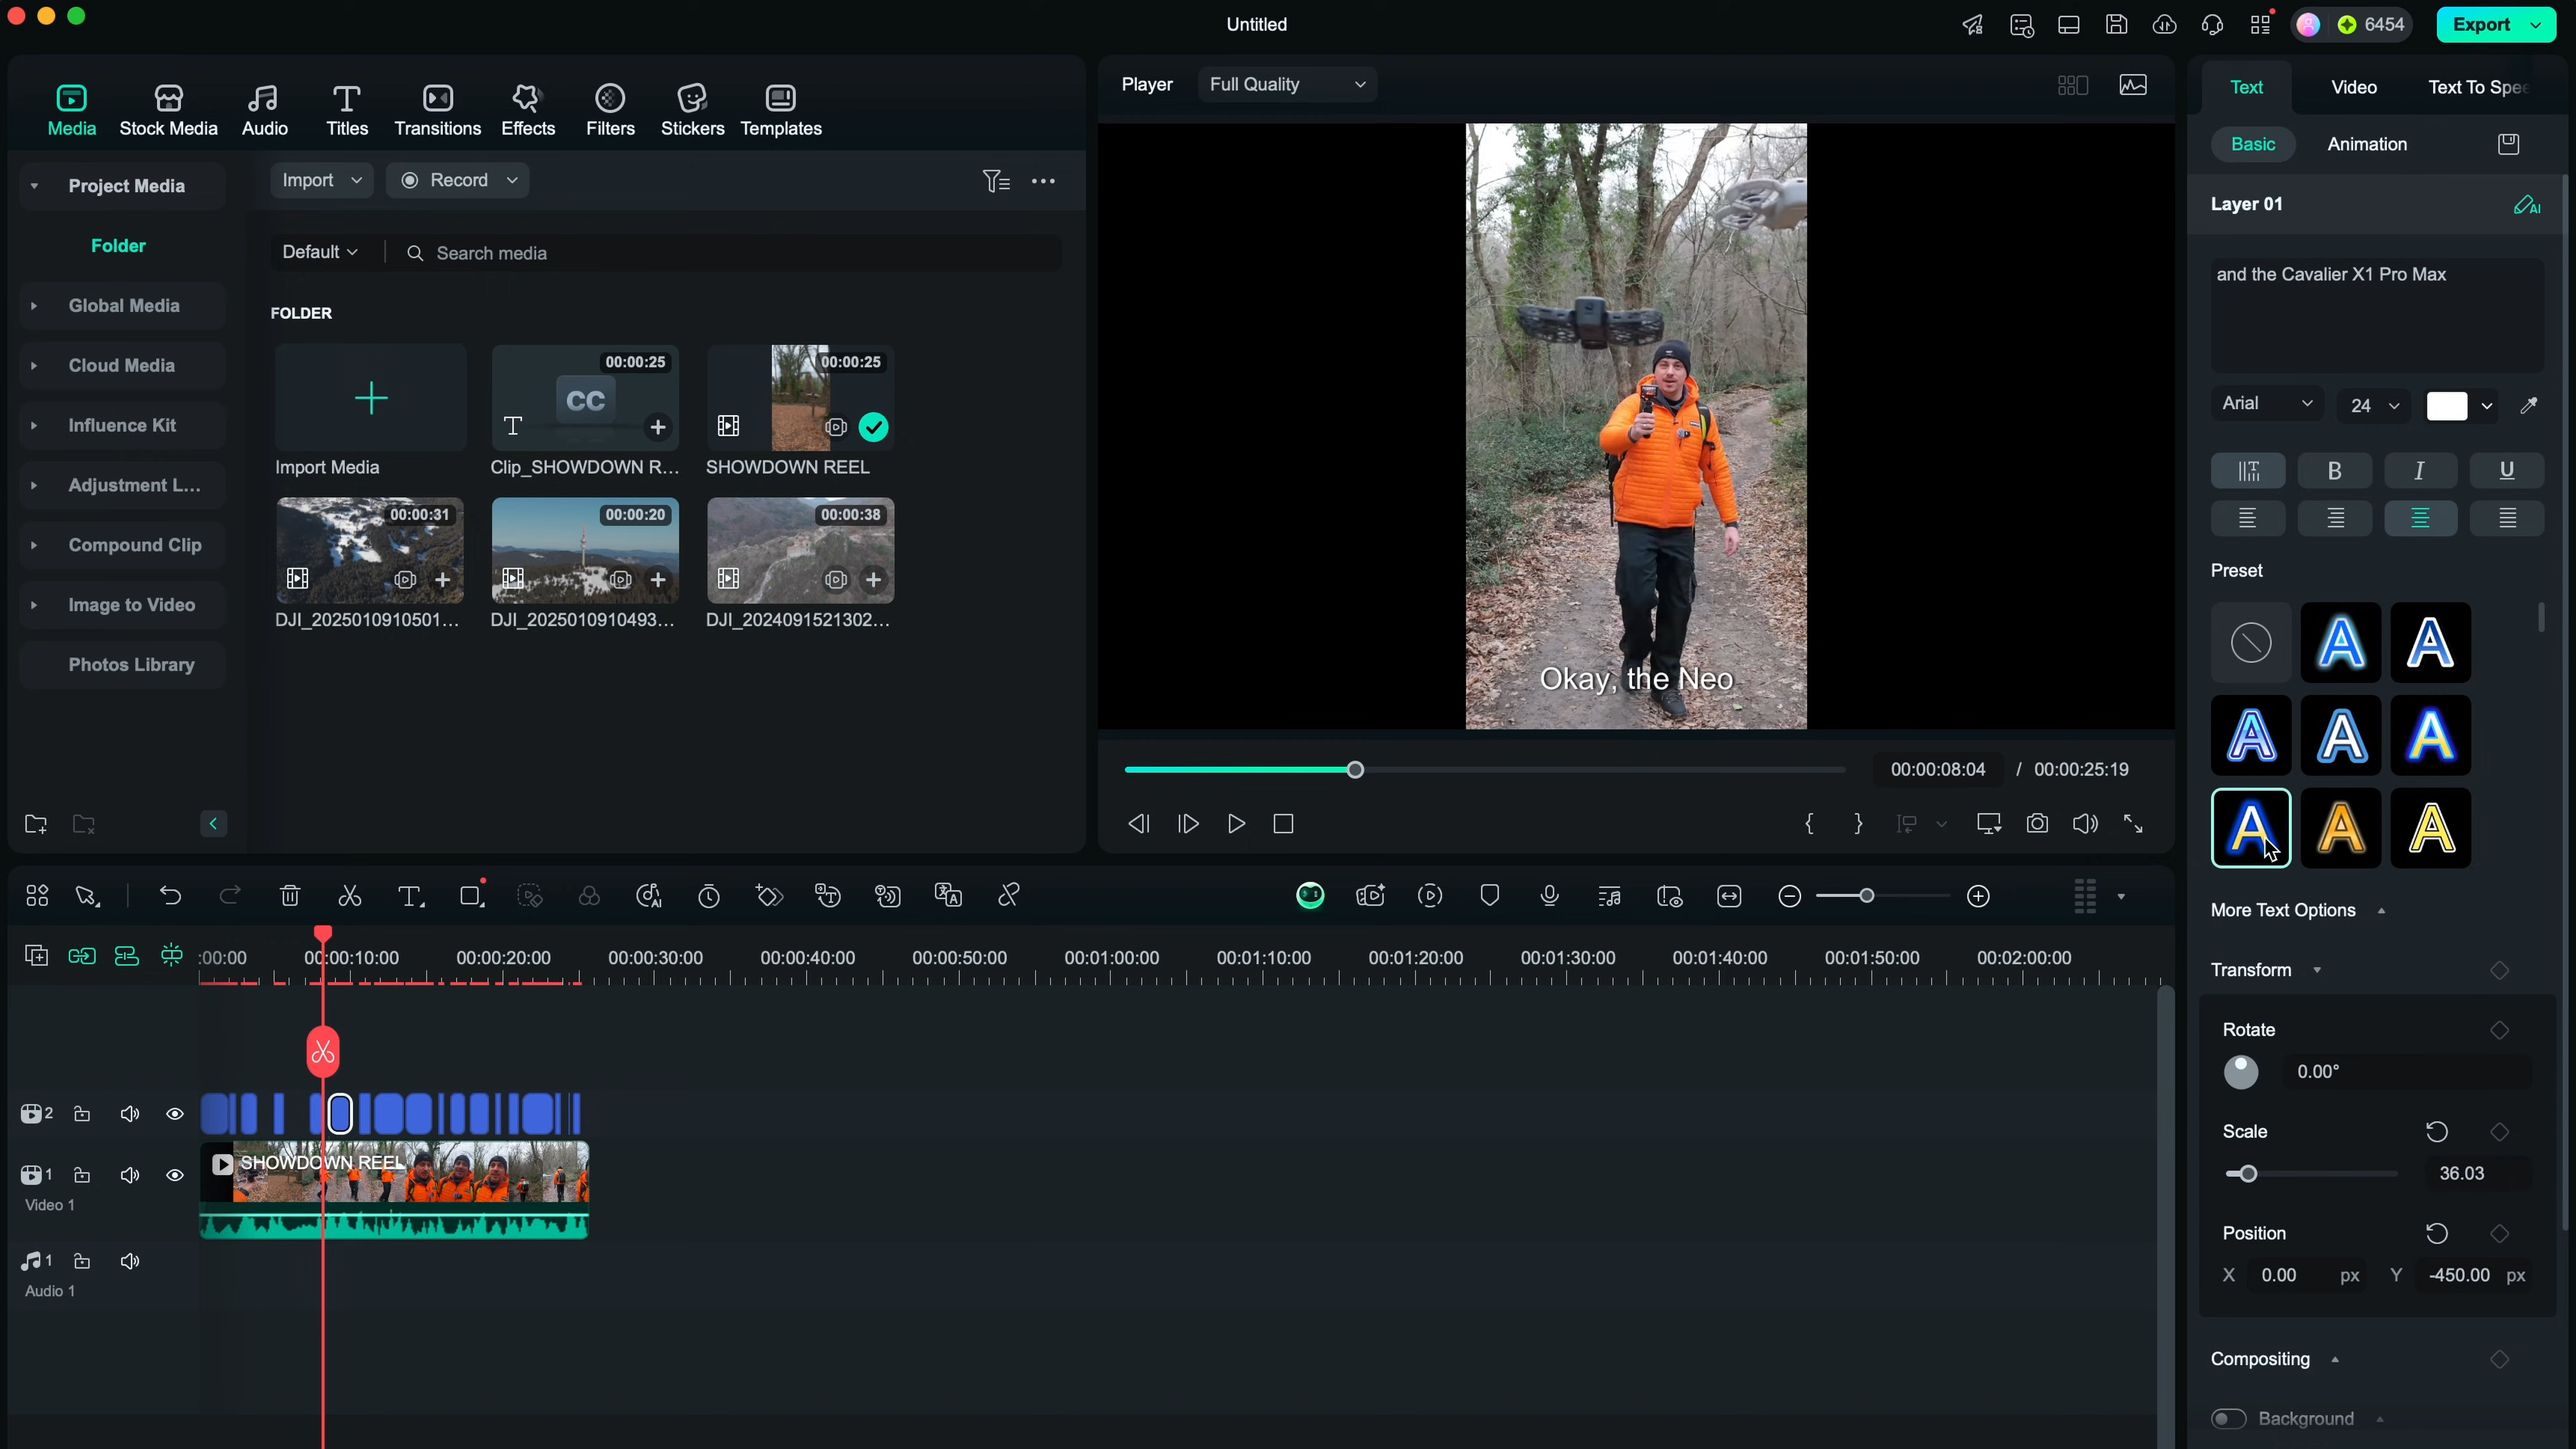 Untitled
6454
Export
Media
Stock Media
Audio
Titles
Transitions
Effects
Filters
Stickers
Templates
Player
Full Quality
Text
Video
Text To Spee
Basic
Animation
Project Media
Folder
Global Media
Cloud Media
Influence Kit
Adjustment L...
Compound Clip
Image to Video
Photos Library
Import
Record
Default
Search media
FOLDER
00:00:25
CC
00:00:25
Import Media
Clip_SHOWDOWN R...
SHOWDOWN REEL
00:00:31
00:00:20
00:00:38
DJI_2025010910501...
DJI_2025010910493...
DJI_2024091521302...
Okay, the Neo
00:00:08:04 / 00:00:25:19
Layer 01
AI
and the Cavalier X1 Pro Max
Arial
24
B
I
U
Preset
A A
A A A
A A A
More Text Options
Transform
Rotate
0.00°
Scale
36.03
Position
X 0.00 px Y -450.00 px
Compositing
Background
:00:00 00:00:10:00 00:00:20:00 00:00:30:00 00:00:40:00 00:00:50:00 00:01:00:00 00:01:10:00 00:01:20:00 00:01:30:00 00:01:40:00 00:01:50:00 00:02:00:00
2
1
SHOWDOWN REEL
Video 1
1
Audio 1